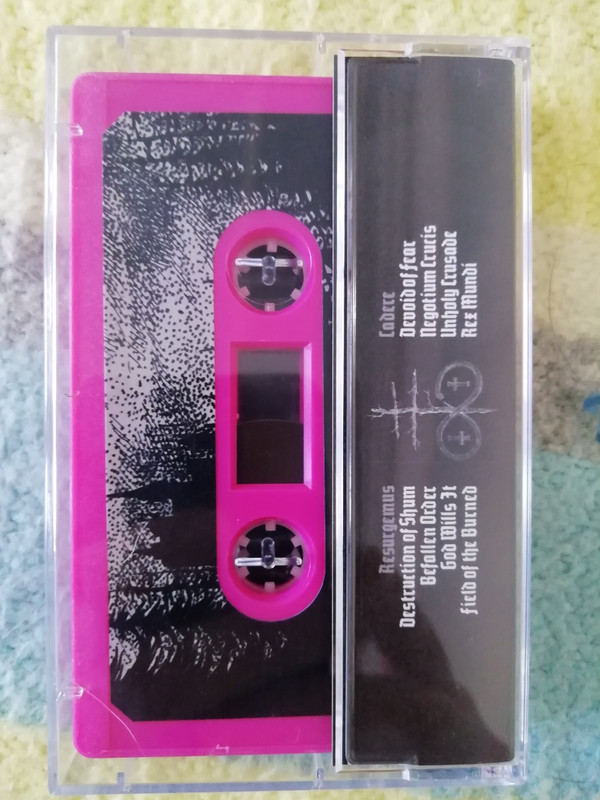 Cadere
Devoid of fear
Negotium Crucis
Unholy Crusade
Rex Mundi
Resurgemus
Destruction of Shum
Befallen Order
God Wills It
Field of the Burned